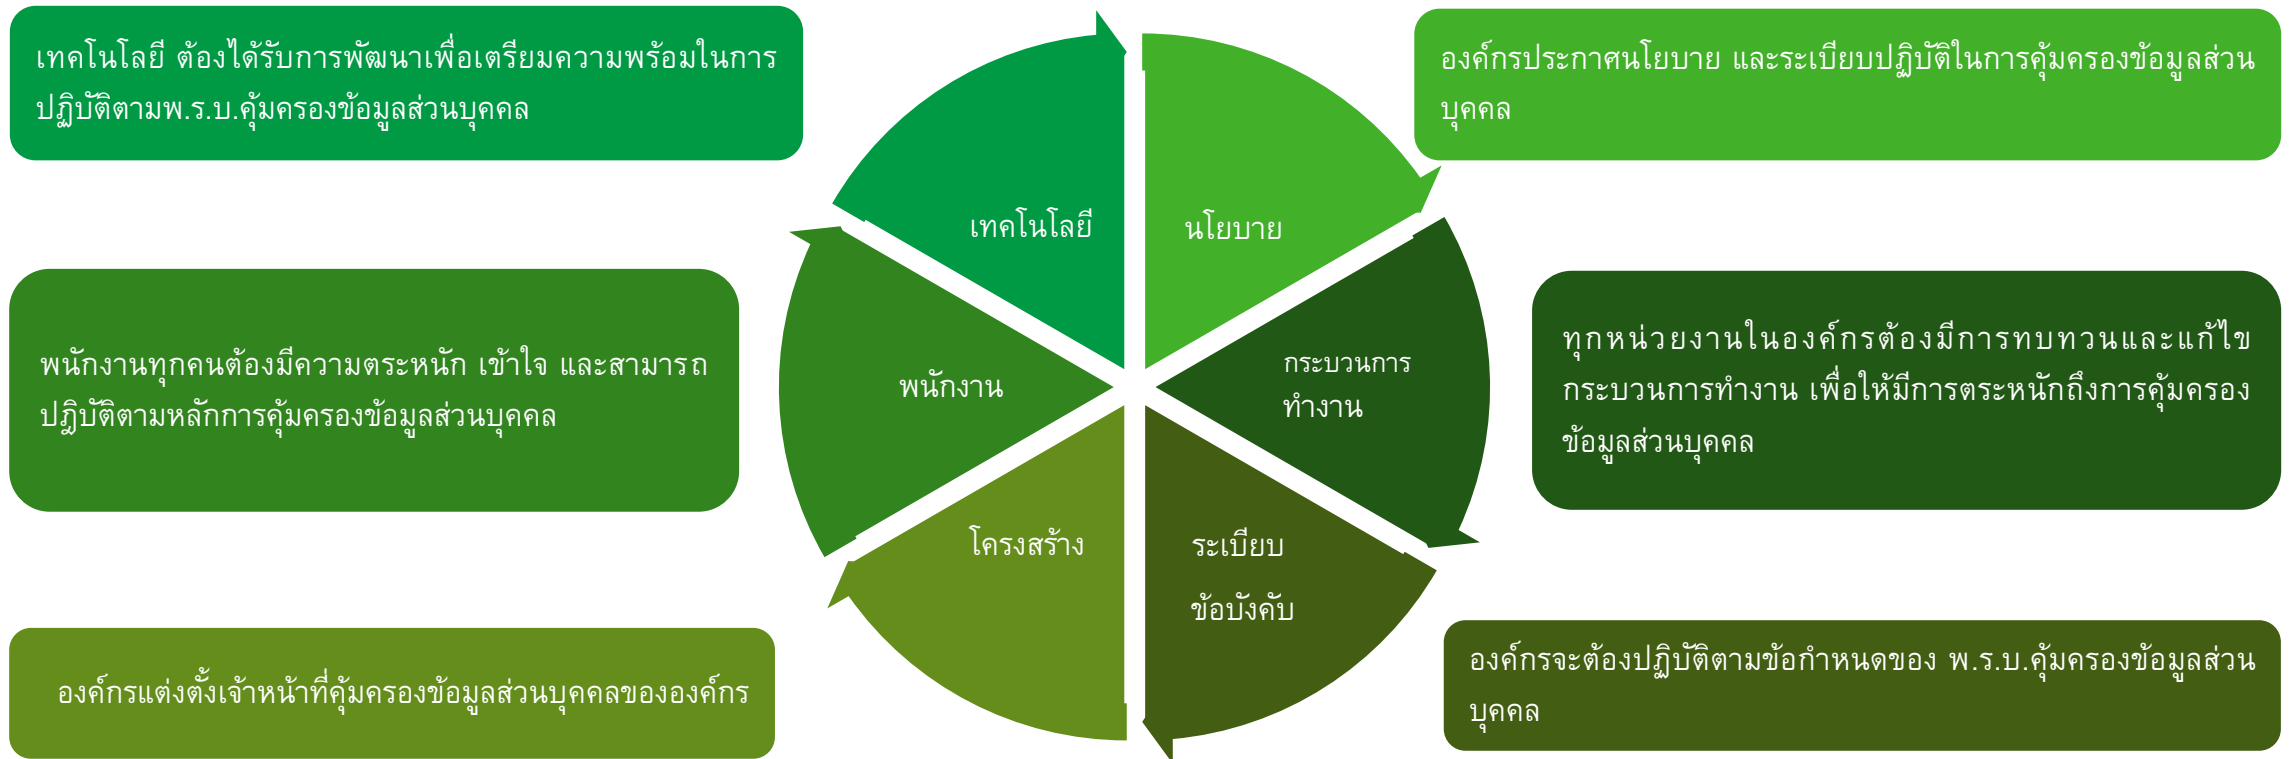 เทคโนโลยี ต้องได้รับการพัฒนาเพื่อเตรียมความพร้อมในการ
ปฏิบัติตามพ.ร.บ.คุ้มครองข้อมูลส่วนบุคคล
องค์กรประกาศนโยบาย และระเบียบปฏิบัติในการคุ้มครองข้อมูลส่วน
บุคคล
เทคโนโลยี
นโยบาย
พนักงานทุกคนต้องมีความตระหนัก เข้าใจ และสามารถ
ปฎิบัติตามหลักการคุ้มครองข้อมูลส่วนบุคคล
พนักงาน
กระบวนการ
ทำงาน
ทุกหน่วยงานในองค์กรต้องมีการทบทวนและแก้ไข
กระบวนการทำงาน เพื่อให้มีการตระหนักถึงการคุ้มครอง
ข้อมูลส่วนบุคคล
โครงสร้าง
ระเบียบ
ข้อบังคับ
องค์กรแต่งตั้งเจ้าหน้าที่คุ้มครองข้อมูลส่วนบุคคลขององค์กร
องค์กรจะต้องปฏิบัติตามข้อกำหนดของ พ.ร.บ.คุ้มครองข้อมูลส่วน
บุคคล